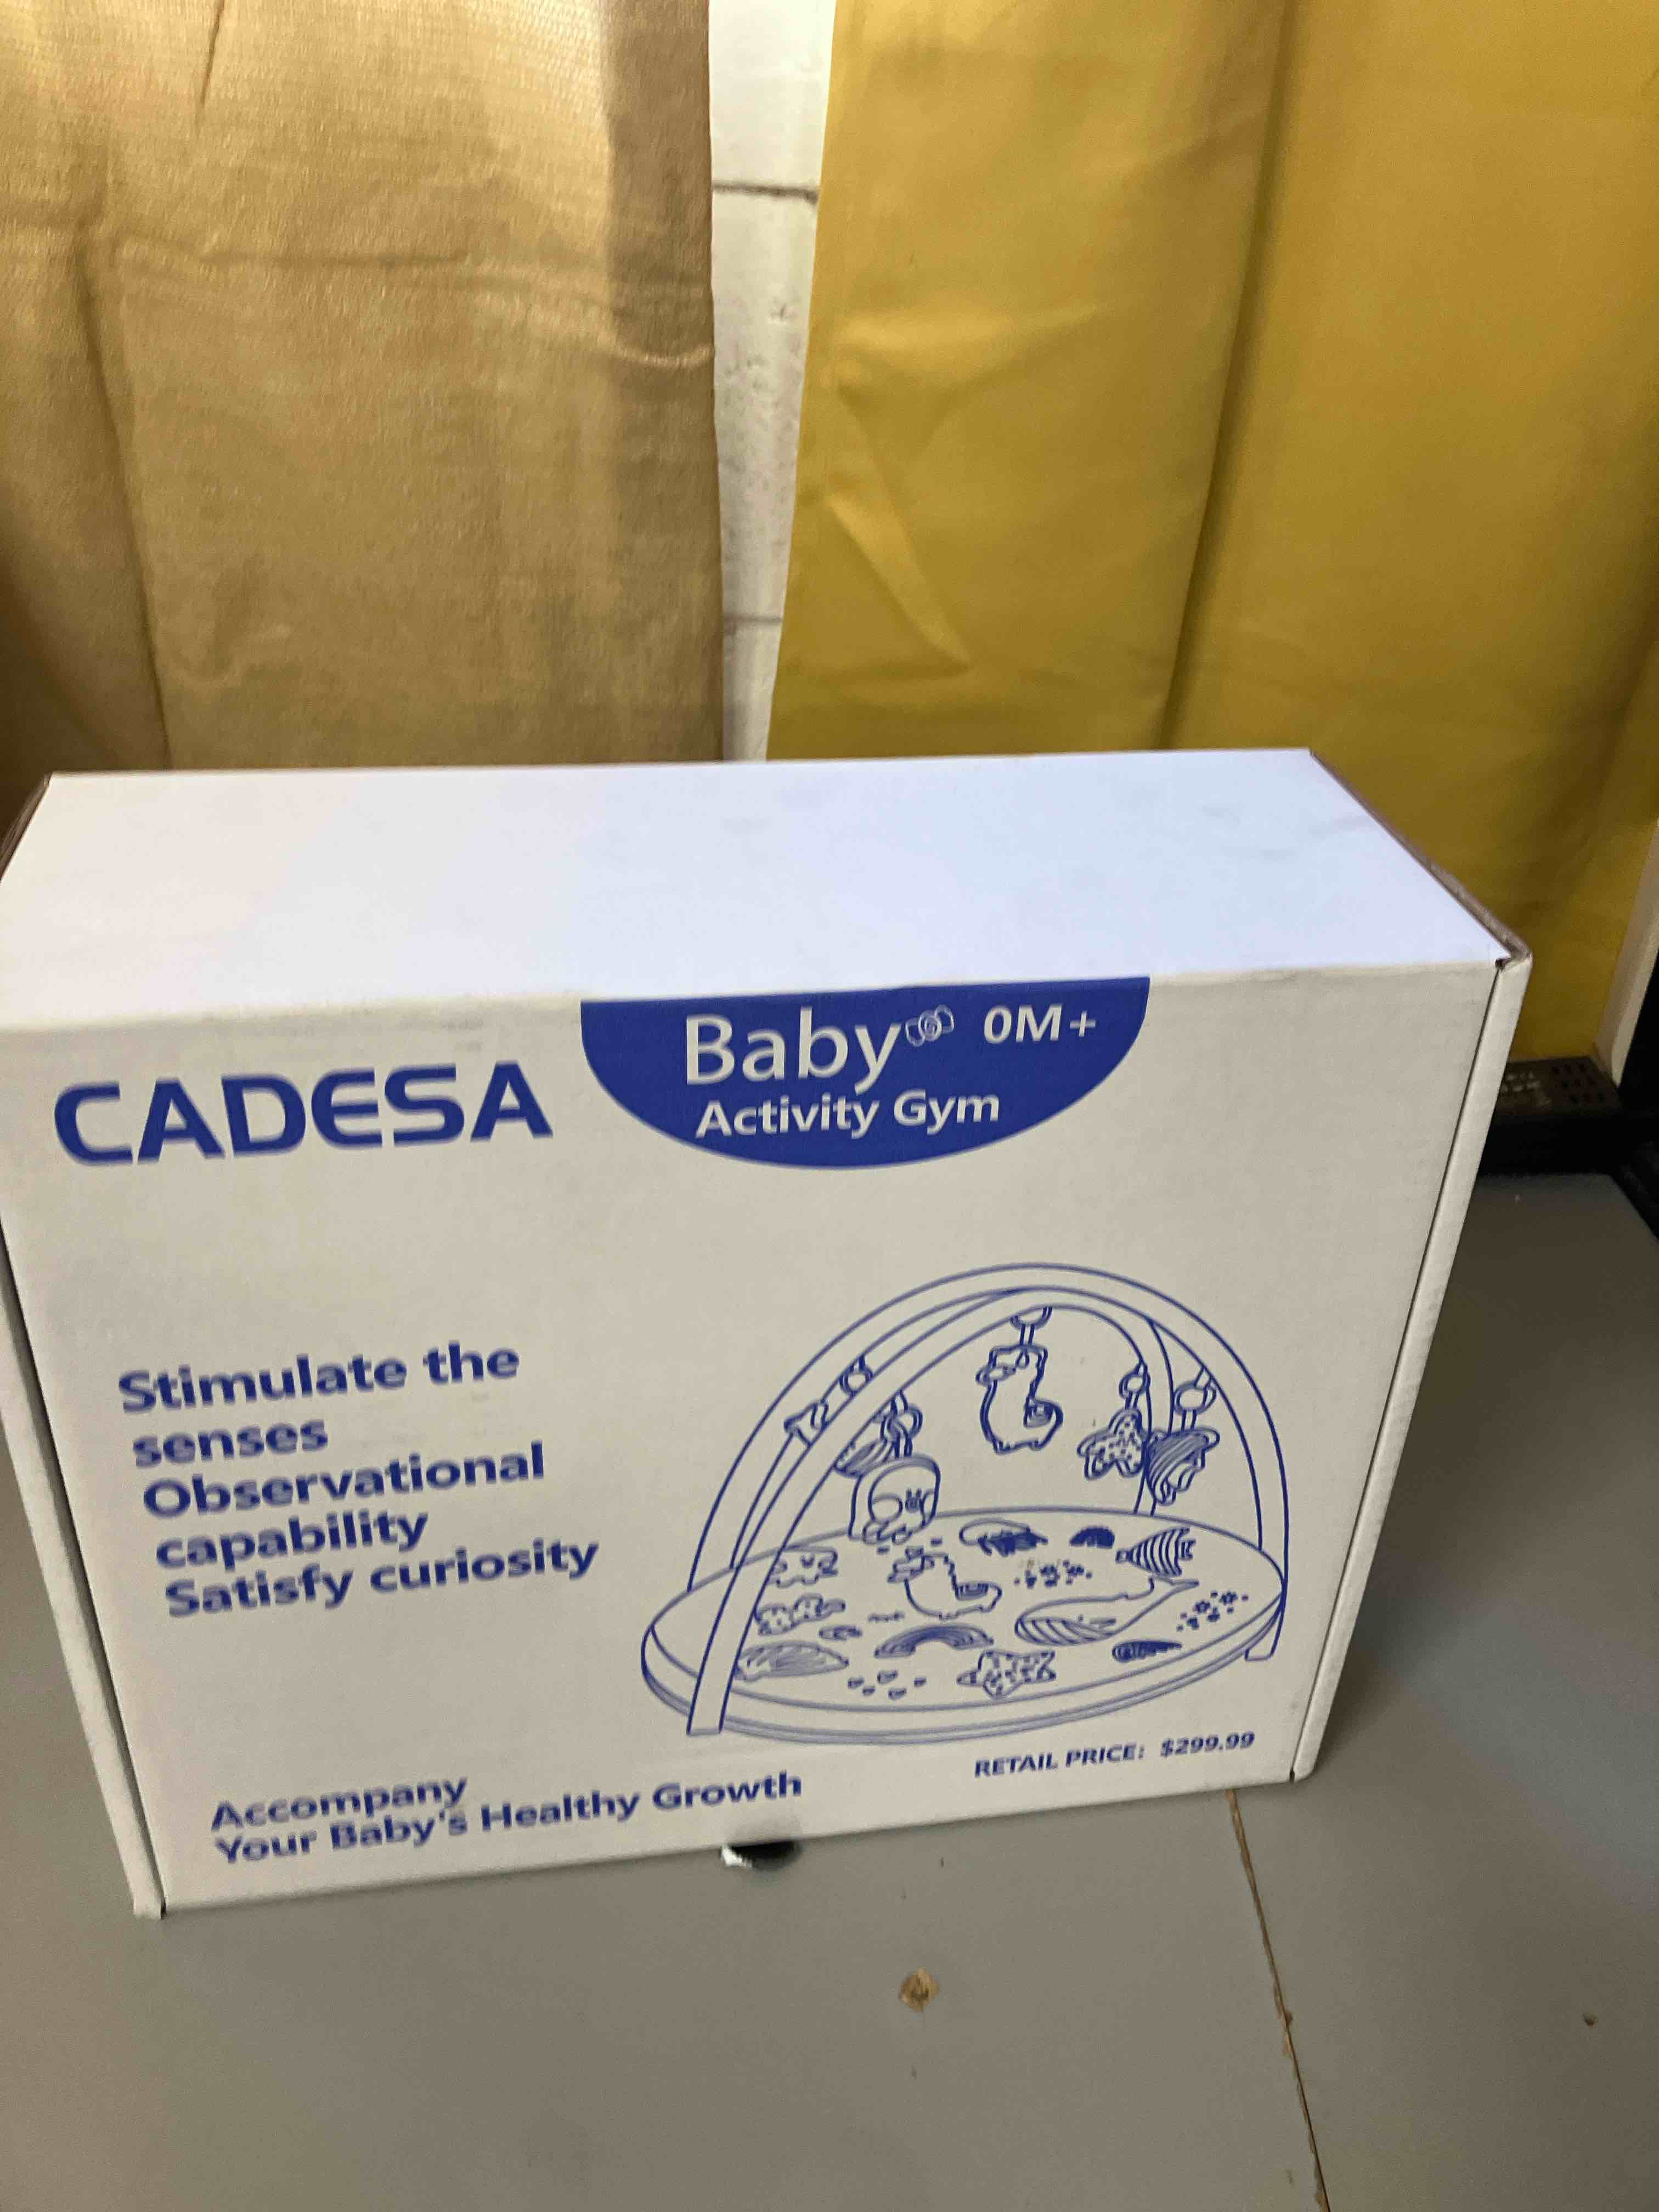 CADESA
Baby 0M+
Activity Gym
Stimulate the
senses
Observational
capability
Satisfy curiosity
RETAIL PRICE: $299.99
Accompany
Your Baby's Healthy Growth